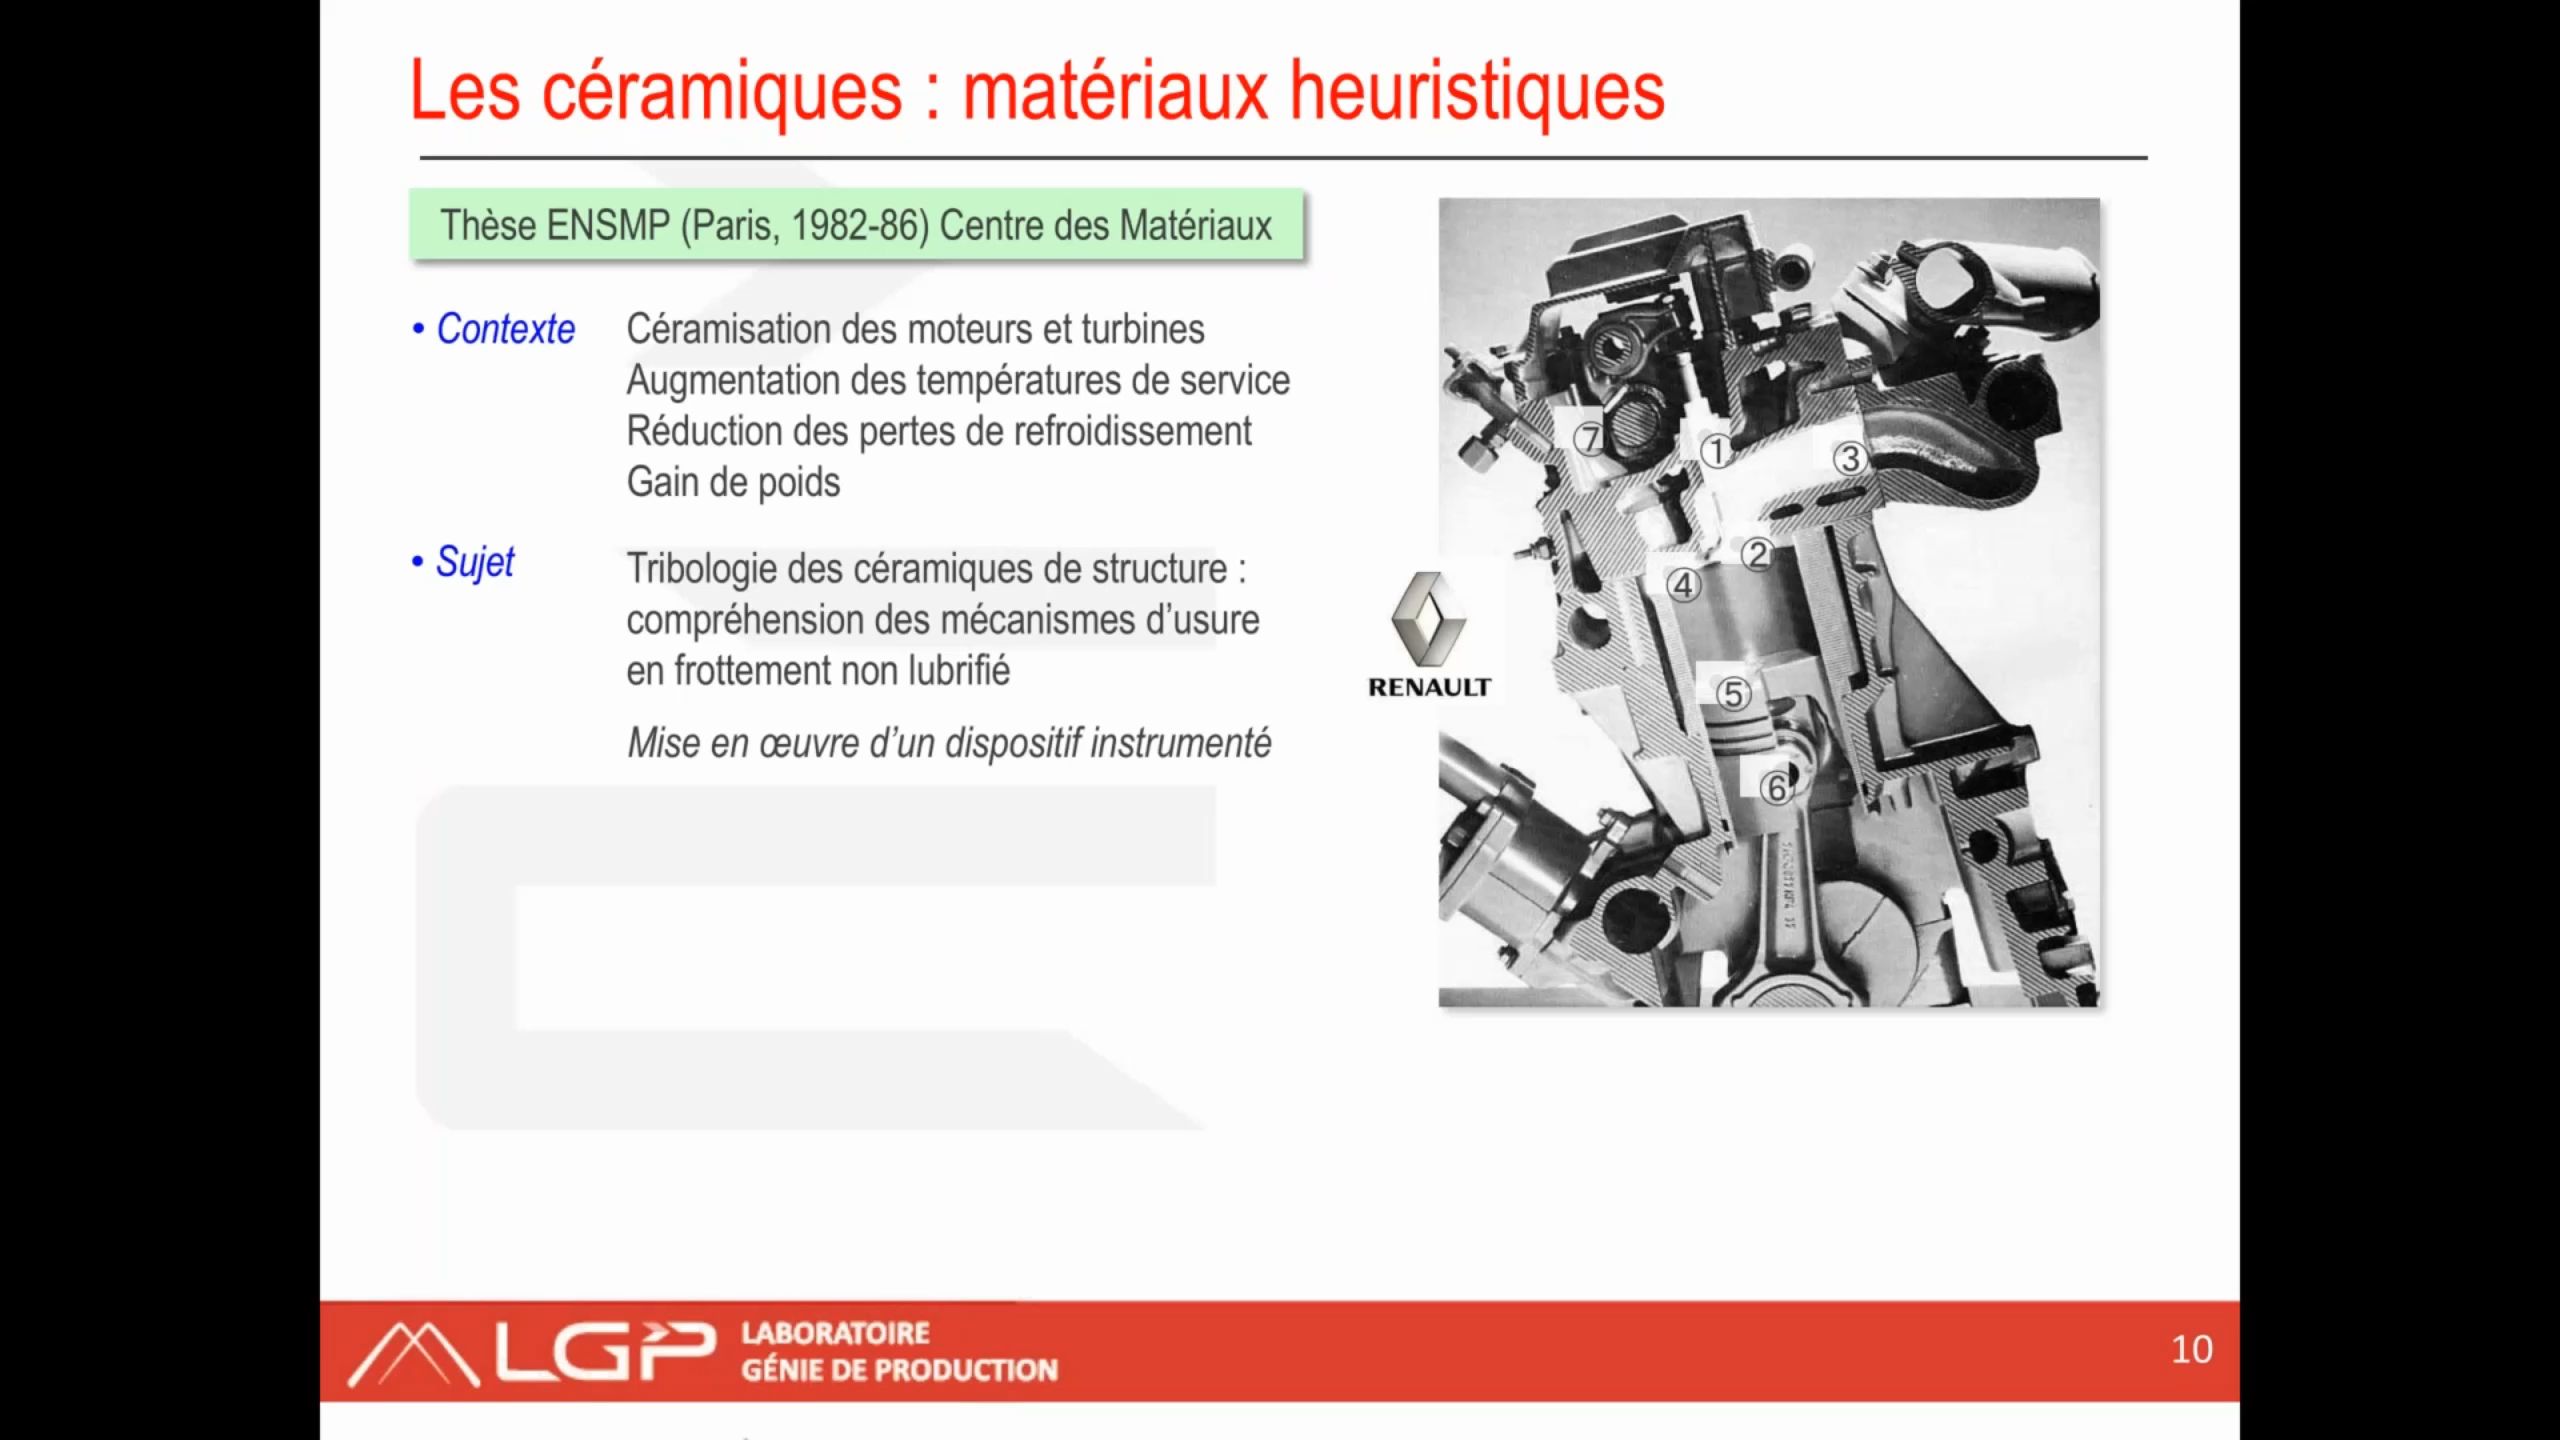 Les céramiques : matériaux heuristiques
Thèse ENSMP (Paris, 1982-86) Centre des Matériaux
• Contexte
Céramisation des moteurs et turbines
Augmentation des températures de service
Réduction des pertes de refroidissement
Gain de poids
• Sujet
Tribologie des céramiques de structure :
compréhension des mécanismes d’usure
en frottement non lubrifié
Mise en œuvre d’un dispositif instrumenté
RENAULT
⑦
①
③
②
④
⑤
⑥
LGP
LABORATOIRE
GÉNIE DE PRODUCTION
10